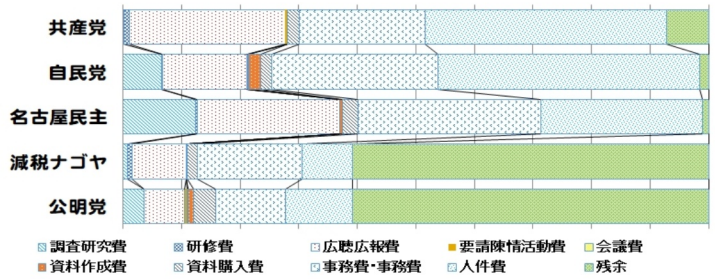 共産党
自民党
名古屋民主
減税ナゴヤ
公明党
調査研究費 研修費 広聴広報費 要請陳情活動費 会議費
資料作成費 資料購入費 事務費・事務費 人件費 残余